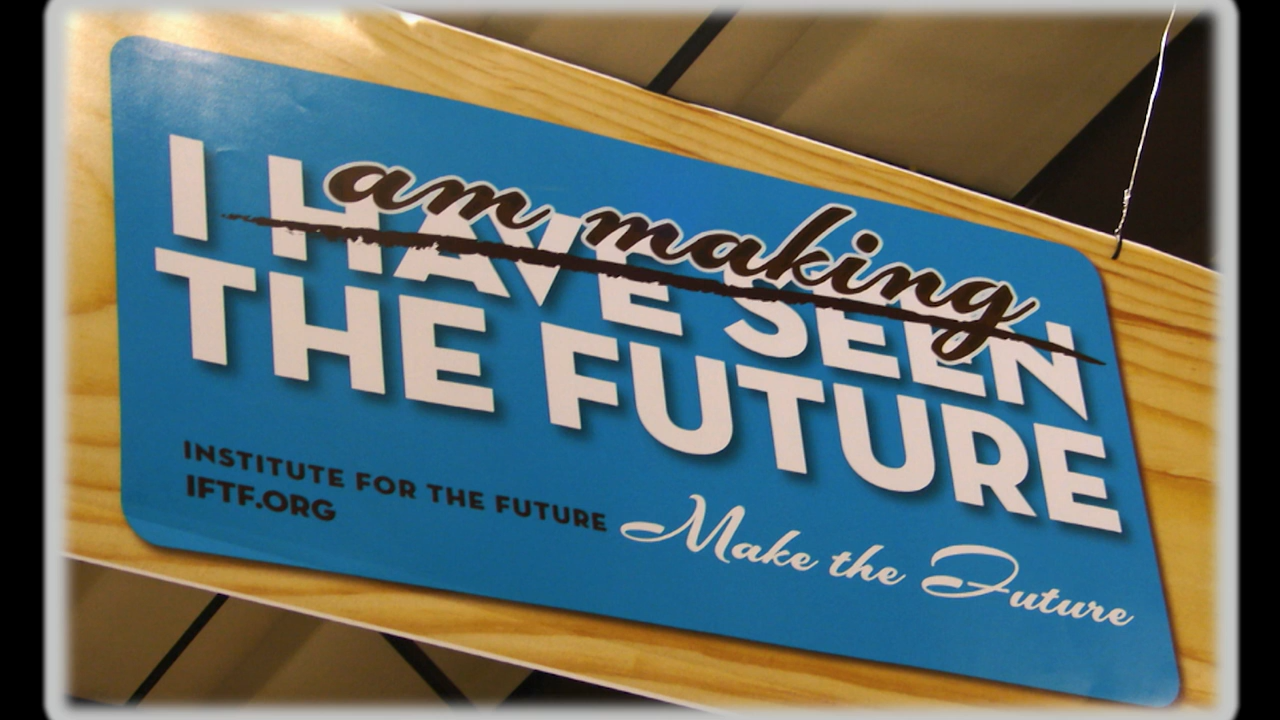 am making
I HAVE SEEN
THE FUTURE
INSTITUTE FOR THE FUTURE
IFTF.ORG
Make the Future